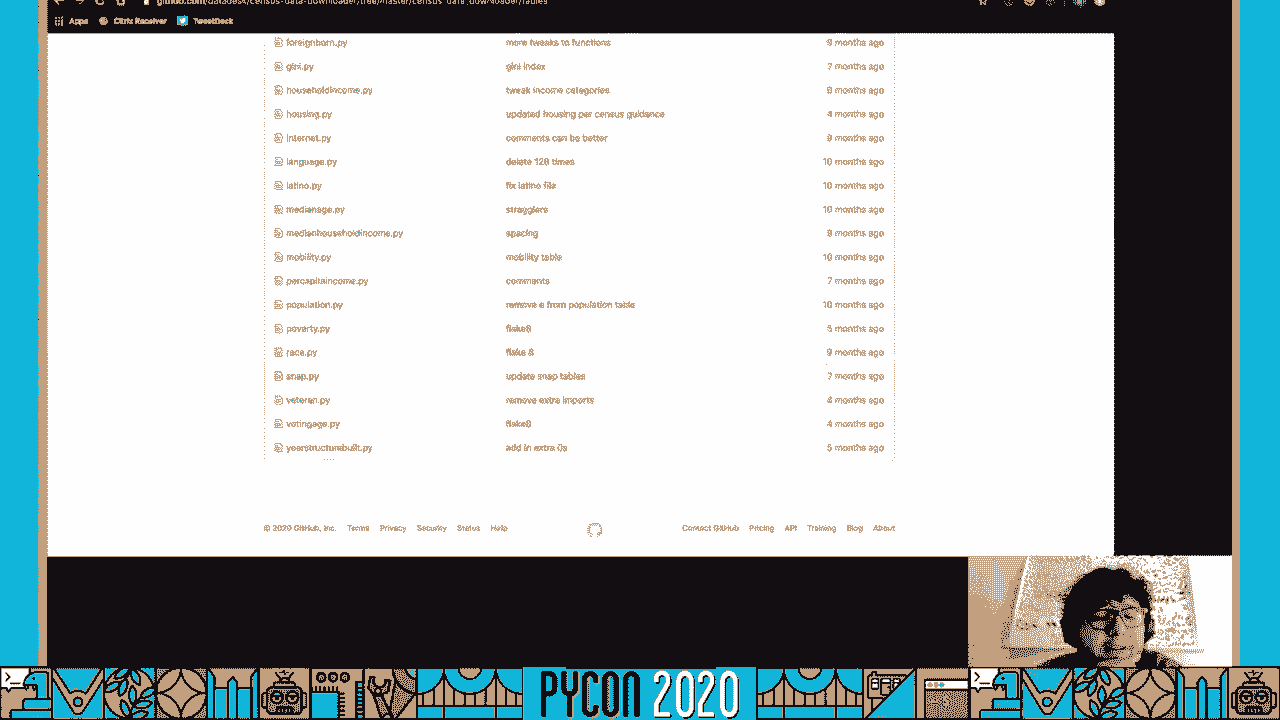 github.com/datadesk/census-data-downloader/tree/master/census_data_downloader/tables
Apps Citrix Receiver TweetDeck
foreignborn.py more tweaks to functions 9 months ago
gini.py gini index 7 months ago
householdincome.py tweak income categories months ago
housing.py updated housing per census guidance 4 months ago
internet.py comments can be better 9 months ago
language.py delete 128 times 10 months ago
latino.py fix latino file 10 months ago
medianage.py stragglers 10 months ago
medianhouseholdincome.py spacing 9 months ago
mobility.py mobility table 10 months ago
percapitaincome.py comments 7 months ago
population.py remove e from population table 10 months ago
poverty.py flake8 months ago
race.py flake 8 9 months ago
snap.py update snap tables 7 months ago
veteran.py remove extra imports 4 months ago
votingage.py flake8 4 months ago
yearstructurebuilt.py add in extra 0s 5 months ago
© 2020 GitHub, Inc. Terms Privacy Security Status Help Contact GitHub Pricing API Training Blog About
PYCON 2020